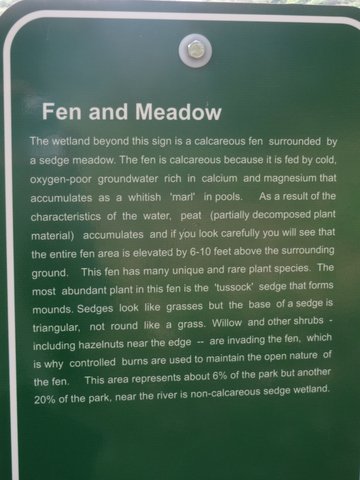 Fen and Meadow
The wetland beyond this sign is a calcareous fen surrounded by
a sedge meadow. The fen is calcareous because it is fed by cold,
oxygen-poor groundwater rich in calcium and magnesium that
accumulates as a whitish 'marl' in pools. As a result of the
characteristics of the water, peat (partially decomposed plant
material) accumulates and if you look carefully you will see that
the entire fen area is elevated by 6-10 feet above the surrounding
ground. This fen has many unique and rare plant species. The
most abundant plant in this fen is the 'tussock' sedge that forms
mounds. Sedges look like grasses but the base of a sedge is
triangular, not round like a grass. Willow and other shrubs -
including hazelnuts near the edge -- are invading the fen, which
is why controlled burns are used to maintain the open nature of
the fen. This area represents about 6% of the park but another
20% of the park, near the river is non-calcareous sedge wetland.